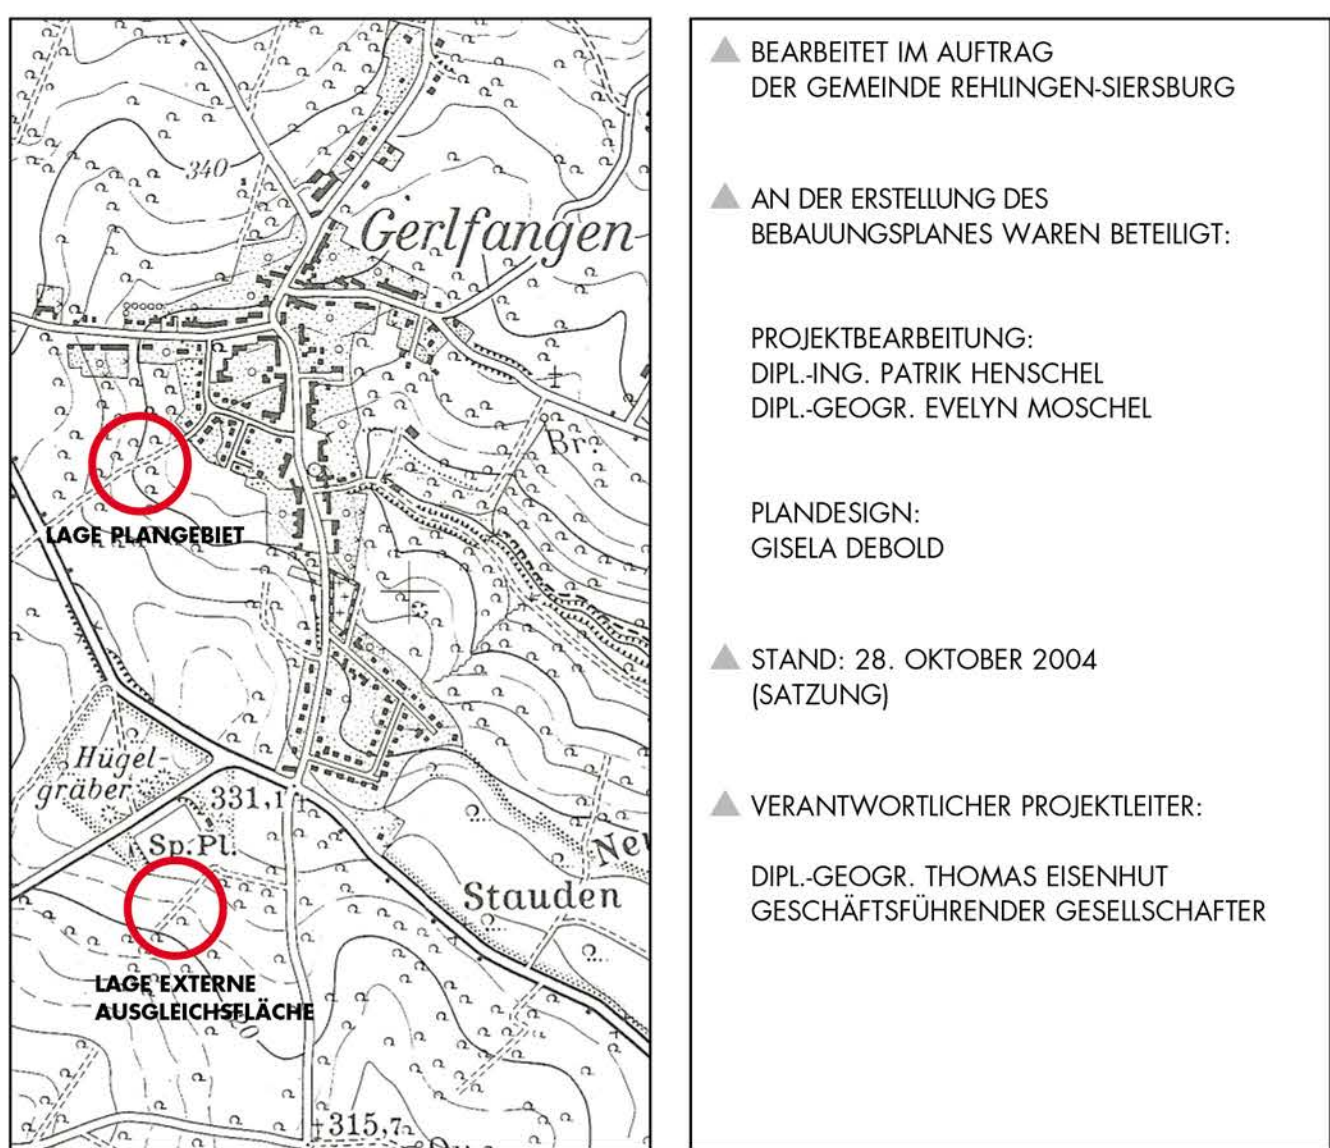 340
Gerlfangen
Br.
LAGE PLANGEBIET
Hügel-
gräber
331,1
Sp.Pl.
Stauden
LAGE EXTERNE
AUSGLEICHSFLÄCHE
315,7
BEARBEITET IM AUFTRAG
DER GEMEINDE REHLINGEN-SIERSBURG
AN DER ERSTELLUNG DES
BEBAUUNGSPLANES WAREN BETEILIGT:
PROJEKTBEARBEITUNG:
DIPL.-ING. PATRIK HENSCHEL
DIPL.-GEOGR. EVELYN MOSCHEL
PLANDESIGN:
GISELA DEBOLD
STAND: 28. OKTOBER 2004
(SATZUNG)
VERANTWORTLICHER PROJEKTLEITER:
DIPL.-GEOGR. THOMAS EISENHUT
GESCHÄFTSFÜHRENDER GESELLSCHAFTER